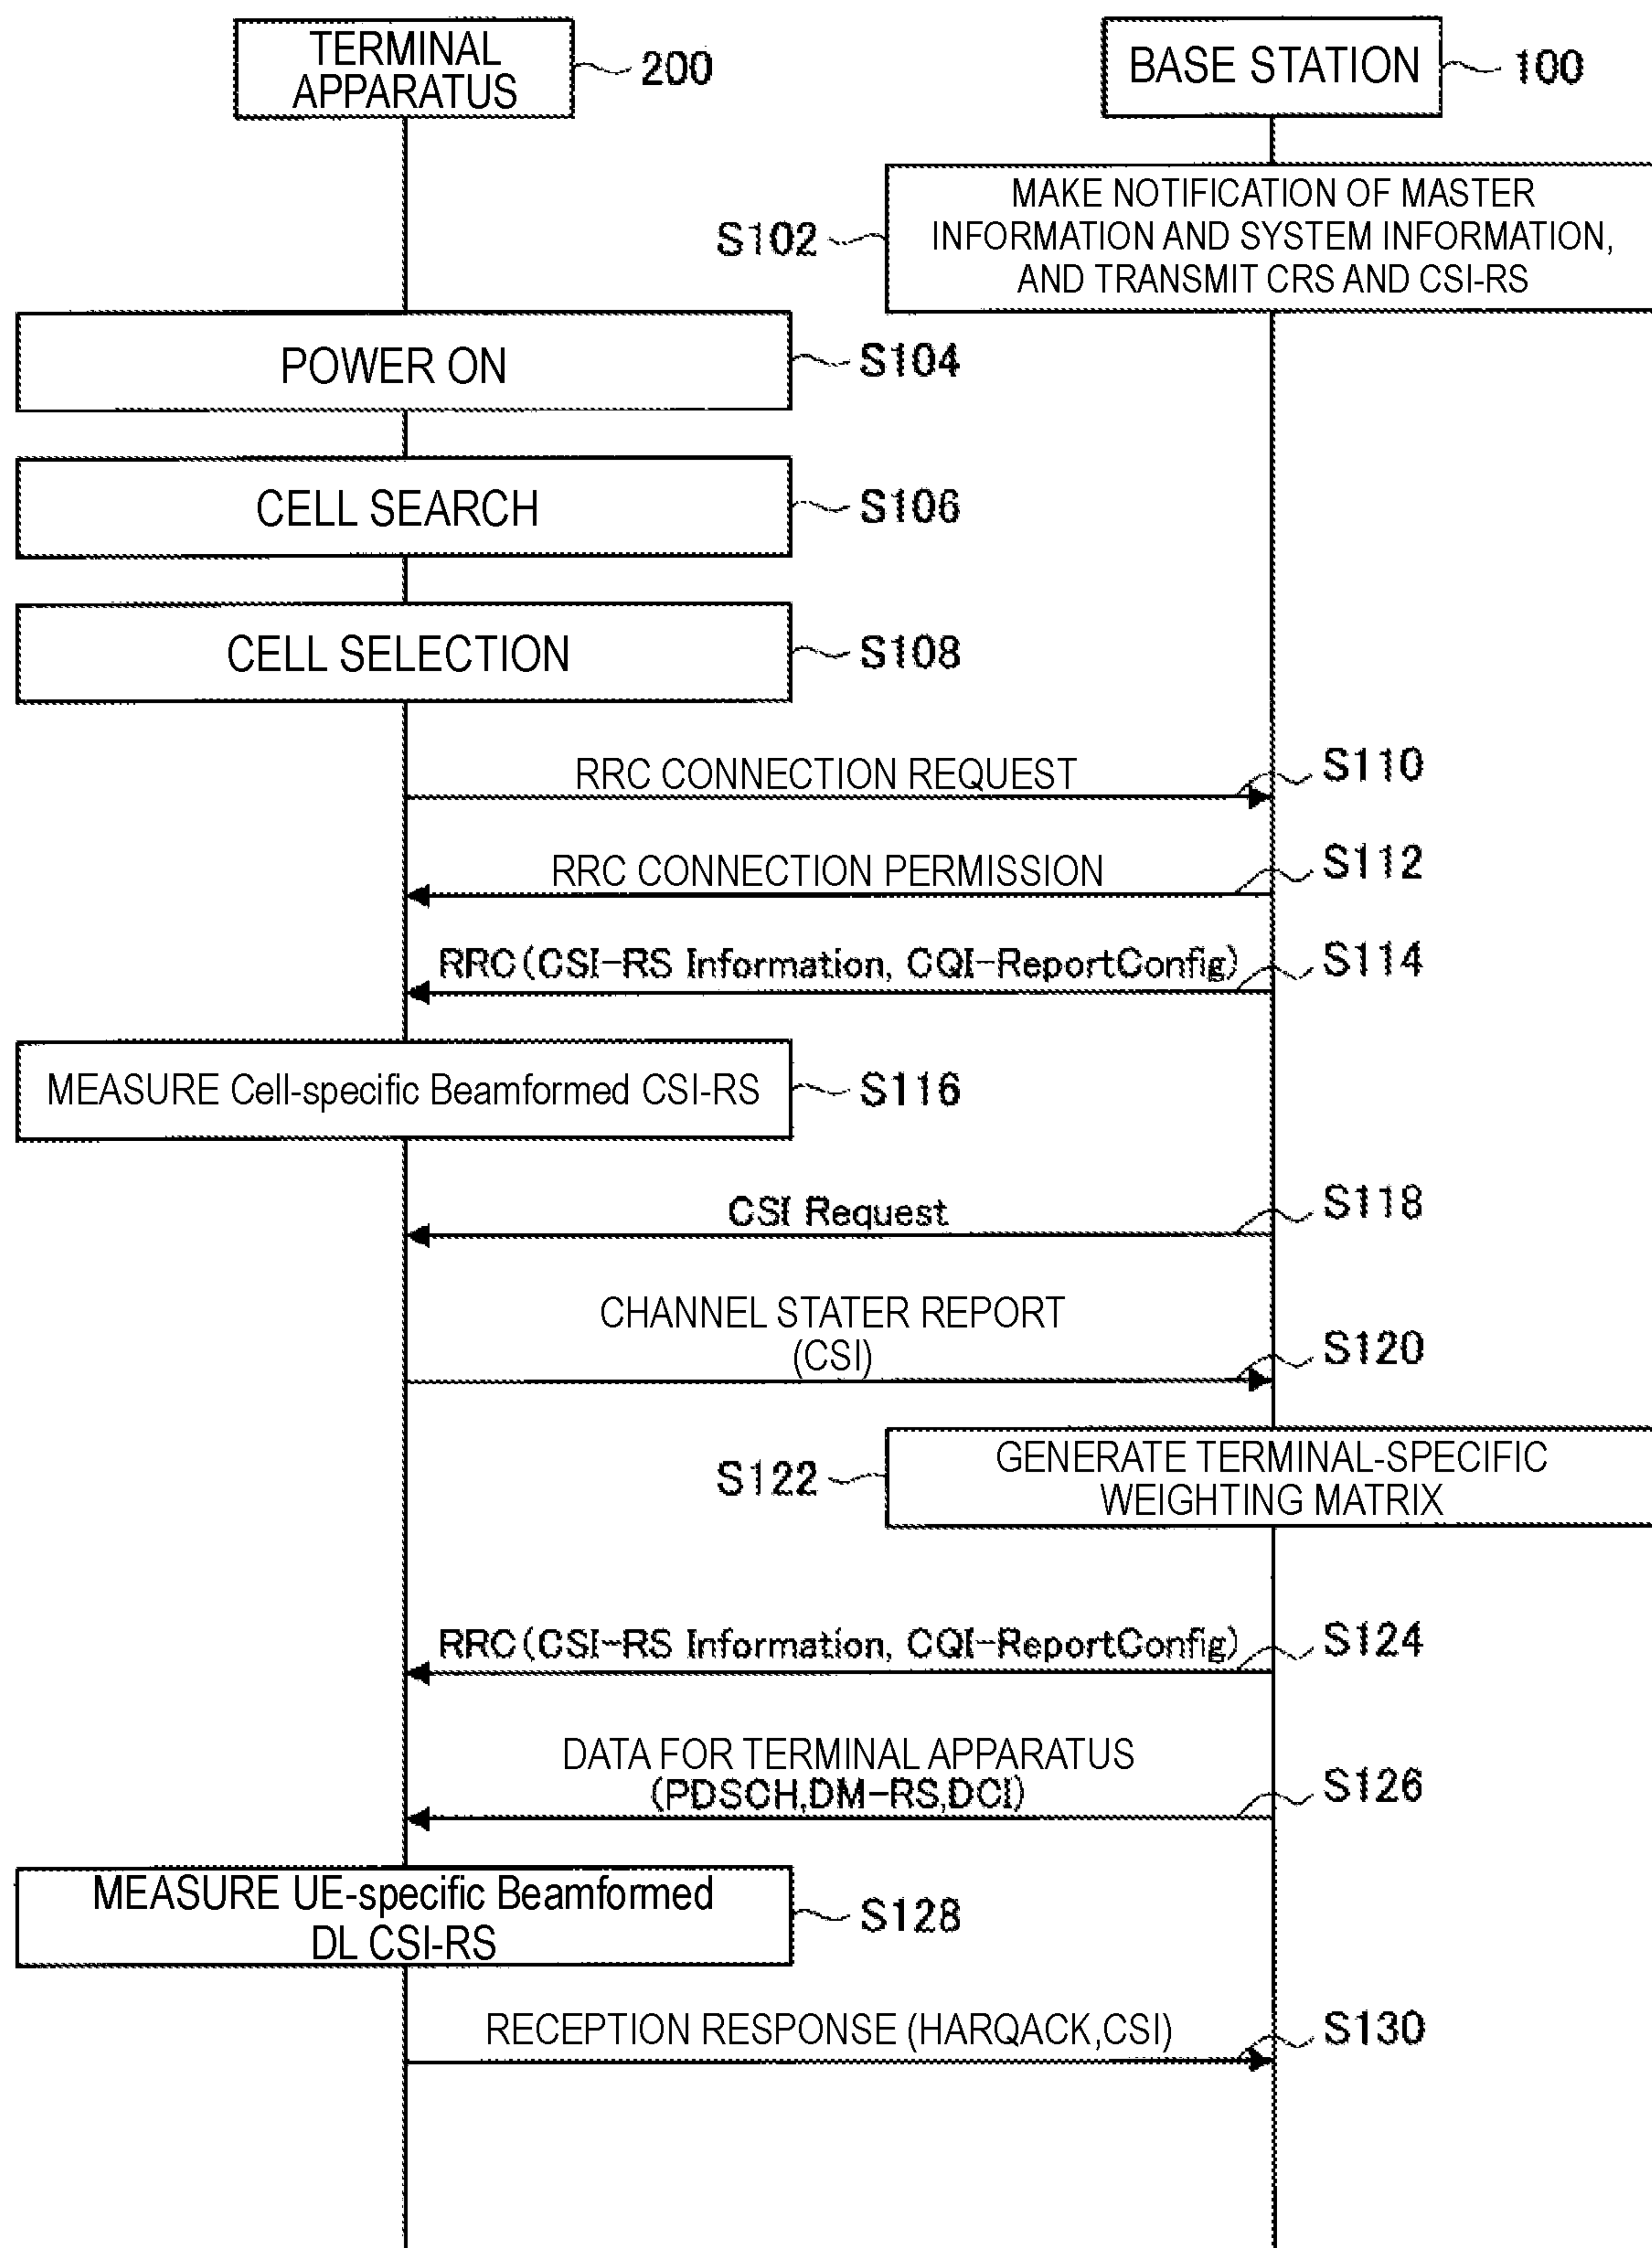 TERMINAL
APPARATUS
200
BASE STATION
100
MAKE NOTIFICATION OF MASTER
INFORMATION AND SYSTEM INFORMATION,
AND TRANSMIT CRS AND CSI-RS
S102
POWER ON
S104
CELL SEARCH
S106
CELL SELECTION
S108
RRC CONNECTION REQUEST
S110
RRC CONNECTION PERMISSION
S112
RRC(CSI-RS Information, CQI-ReportConfig)
S114
MEASURE Cell-specific Beamformed CSI-RS
S116
CSI Request
S118
CHANNEL STATER REPORT
(CSI)
S120
GENERATE TERMINAL-SPECIFIC
WEIGHTING MATRIX
S122
RRC(CSI-RS Information, CQI-ReportConfig)
S124
DATA FOR TERMINAL APPARATUS
(PDSCH,DM-RS,DCI)
S126
MEASURE UE-specific Beamformed
DL CSI-RS
S128
RECEPTION RESPONSE (HARQACK,CSI)
S130